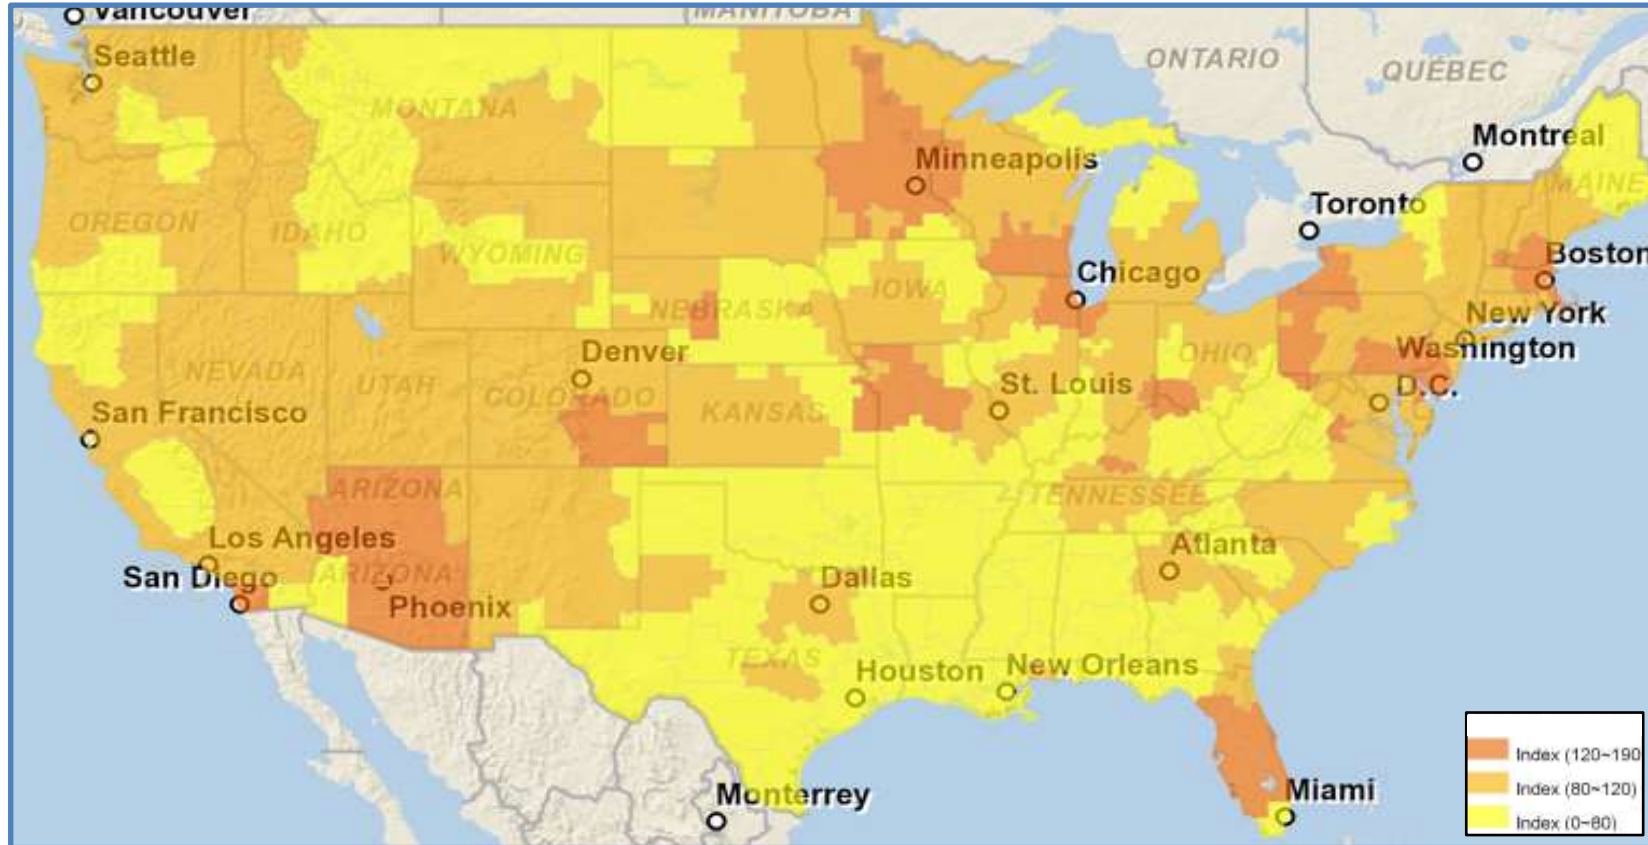 Vancouver
MANITOBA
Seattle
ONTARIO
QUÉBEC
MONTANA
Montreal
Minneapolis
MAINE
OREGON
IDAHO
Toronto
WYOMING
Boston
Chicago
IOWA
NEBRASKA
New York
Denver
OHIO
Washington
D.C.
NEVADA
UTAH
COLORADO
KANSAS
St. Louis
San Francisco
ARIZONA
TENNESSEE
Los Angeles
Atlanta
San Diego
ARIZONA
Dallas
Phoenix
TEXAS
Houston
New Orleans
Monterrey
Miami
Index (120~190
Index (80~120)
Index (0~80)